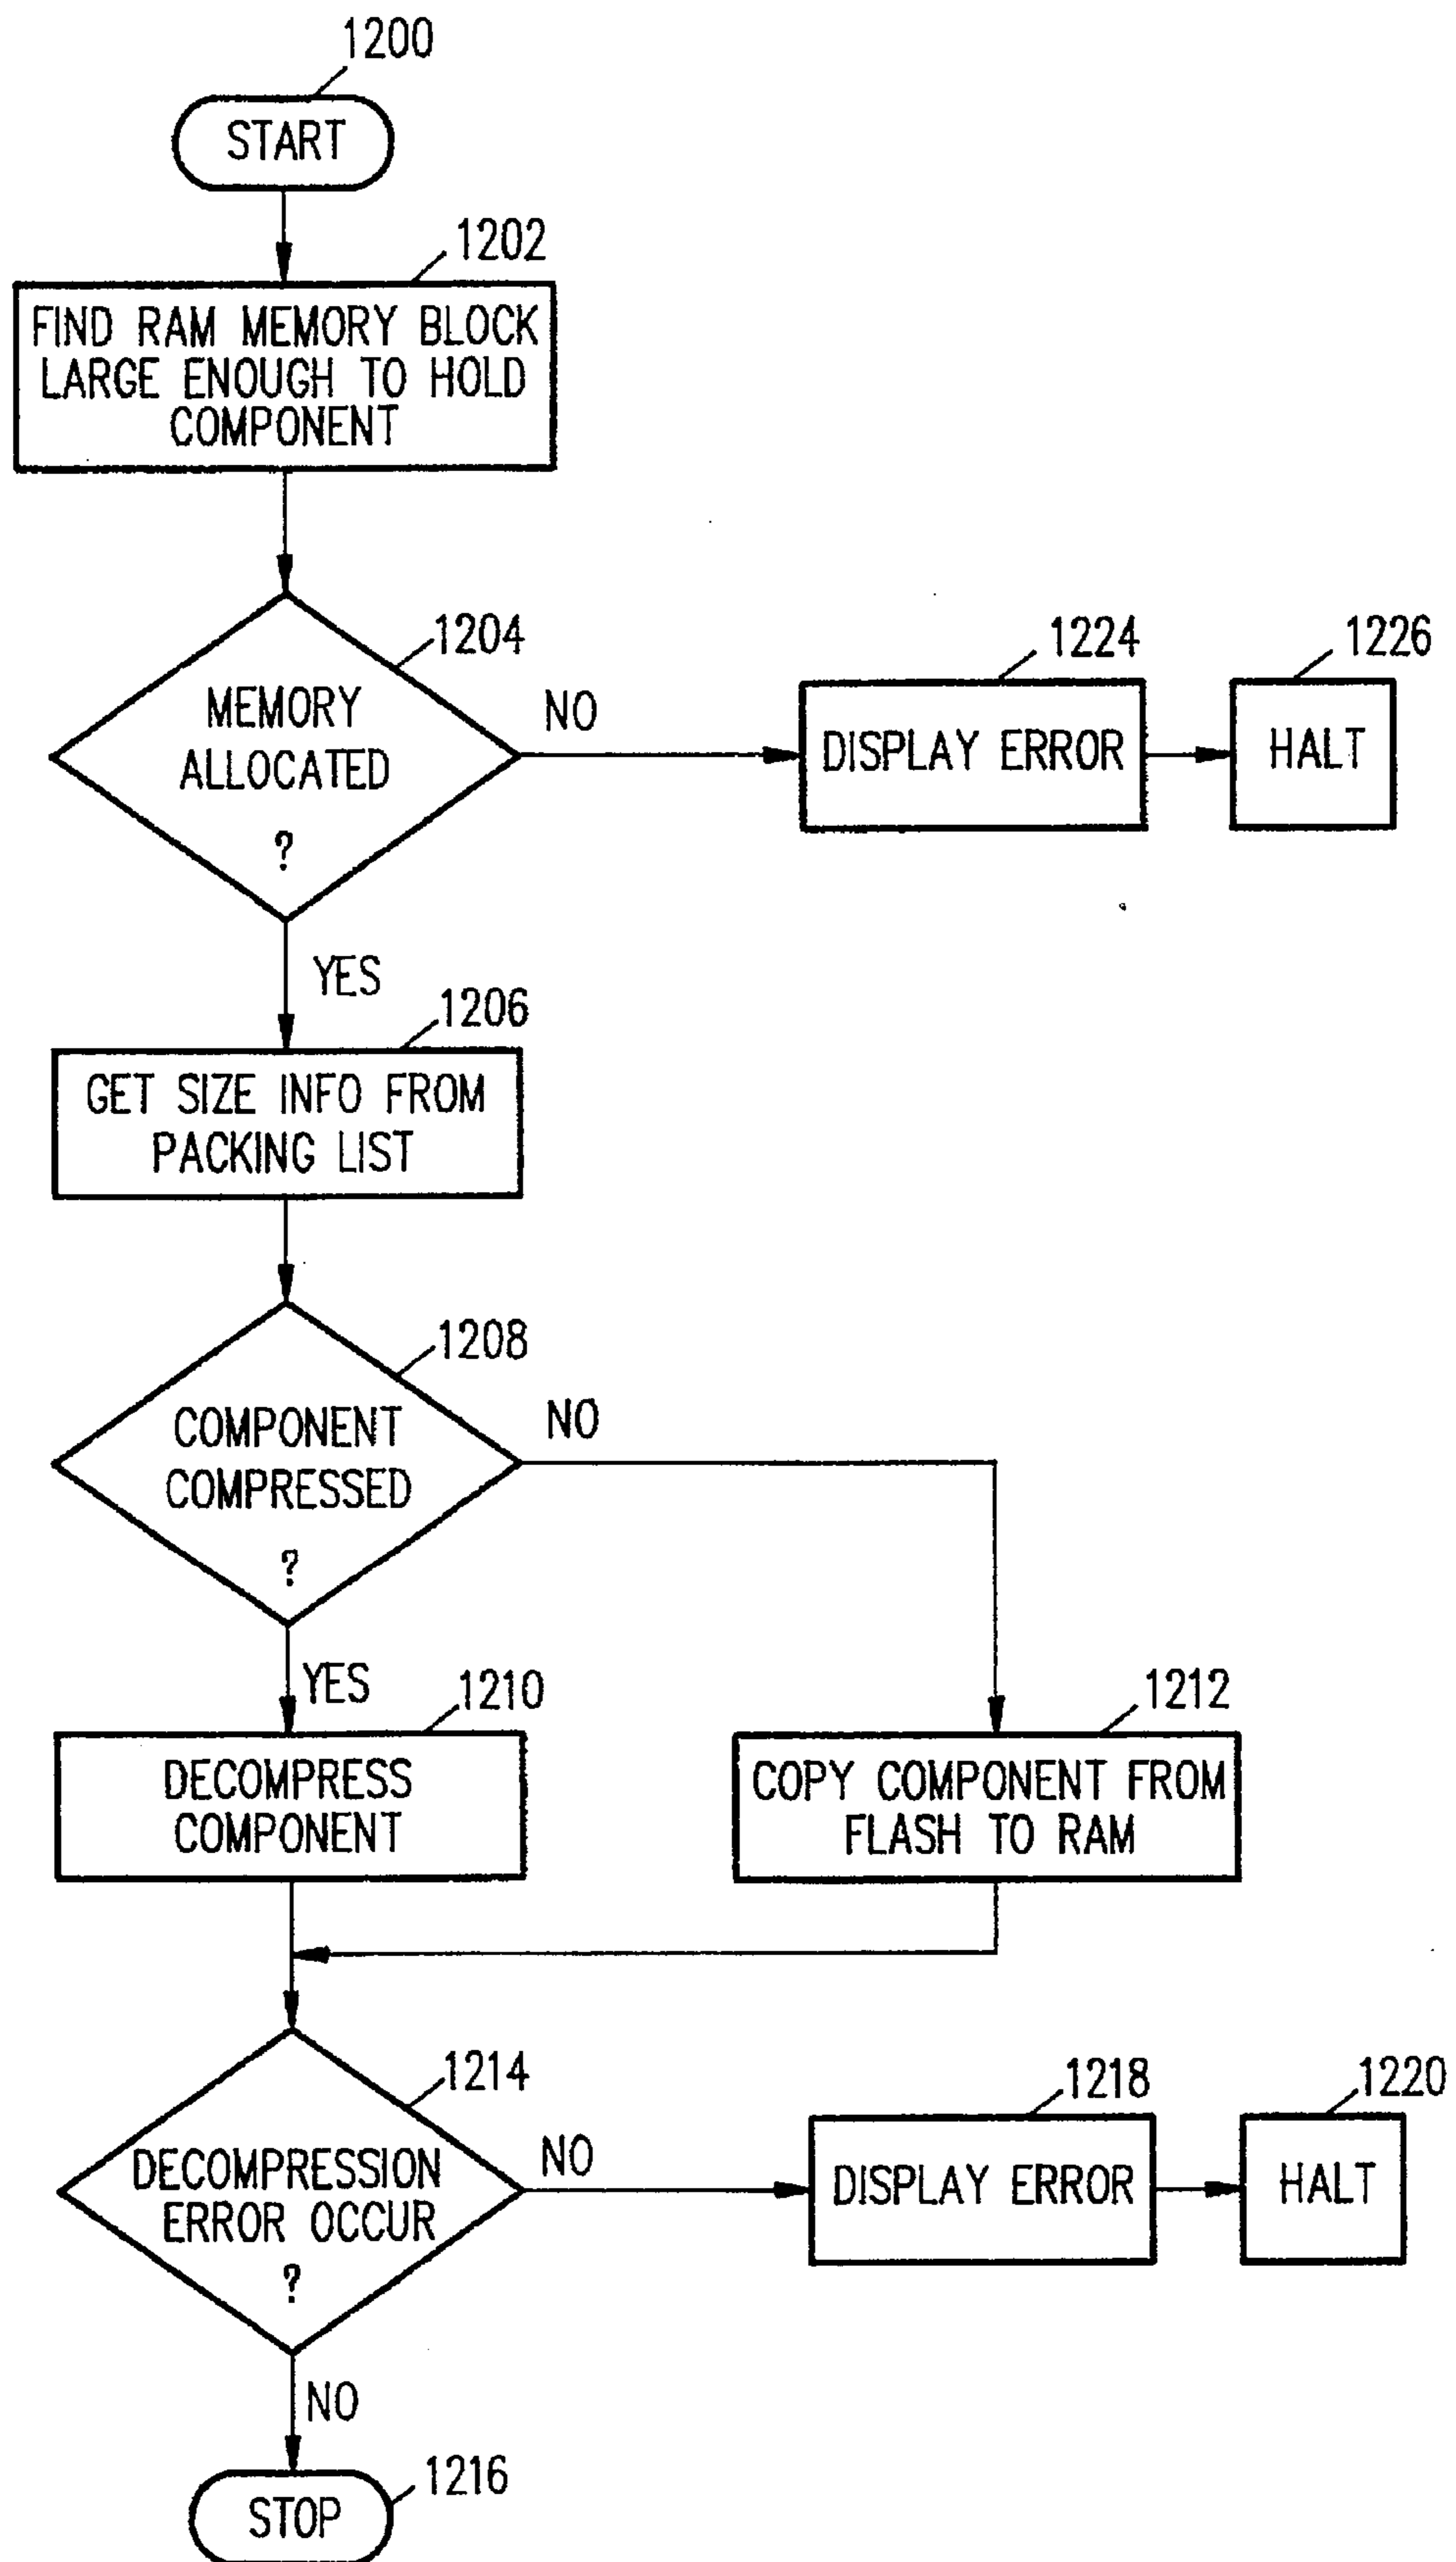 1200
START
1202
FIND RAM MEMORY BLOCK
LARGE ENOUGH TO HOLD
COMPONENT
1204
MEMORY
ALLOCATED
?
NO
1224
DISPLAY ERROR
1226
HALT
YES
1206
GET SIZE INFO FROM
PACKING LIST
1208
COMPONENT
COMPRESSED
?
NO
YES
1210
DECOMPRESS
COMPONENT
1212
COPY COMPONENT FROM
FLASH TO RAM
1214
DECOMPRESSION
ERROR OCCUR
?
NO
1218
DISPLAY ERROR
1220
HALT
NO
1216
STOP